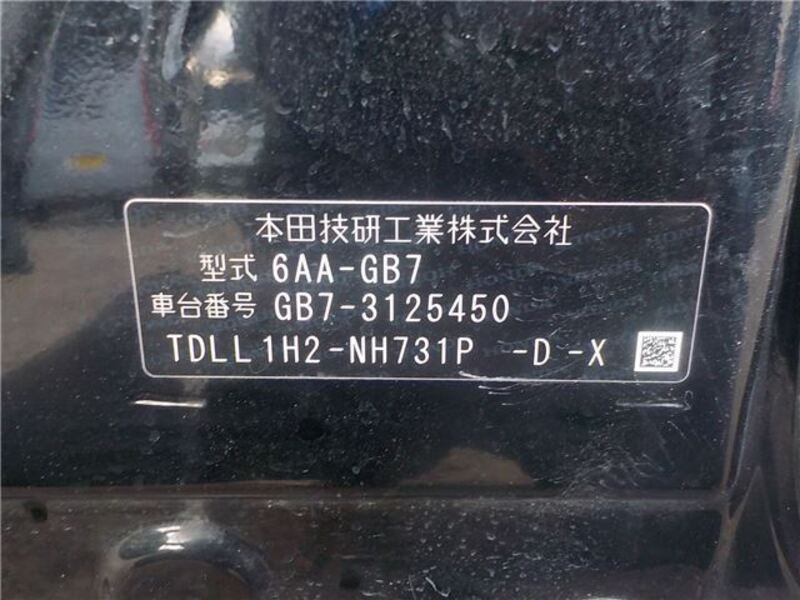 本田技研工業株式会社
型式 6AA-GB7
車台番号 GB7-3125450
TDLL1H2-NH731P -D -X